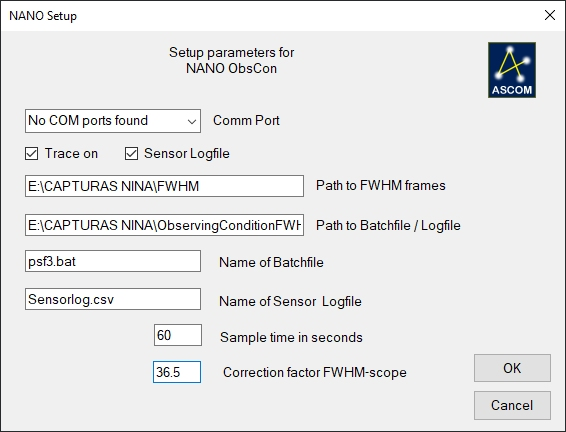 NANO Setup
Setup parameters for
NANO ObsCon
ASCOM
No COM ports found
Comm Port
Trace on
Sensor Logfile
E:\CAPTURAS NINA\FWHM
Path to FWHM frames
E:\CAPTURAS NINA\ObservingConditionFWH
Path to Batchfile / Logfile
psf3.bat
Name of Batchfile
Sensorlog.csv
Name of Sensor Logfile
60
Sample time in seconds
36.5
Correction factor FWHM-scope
OK
Cancel